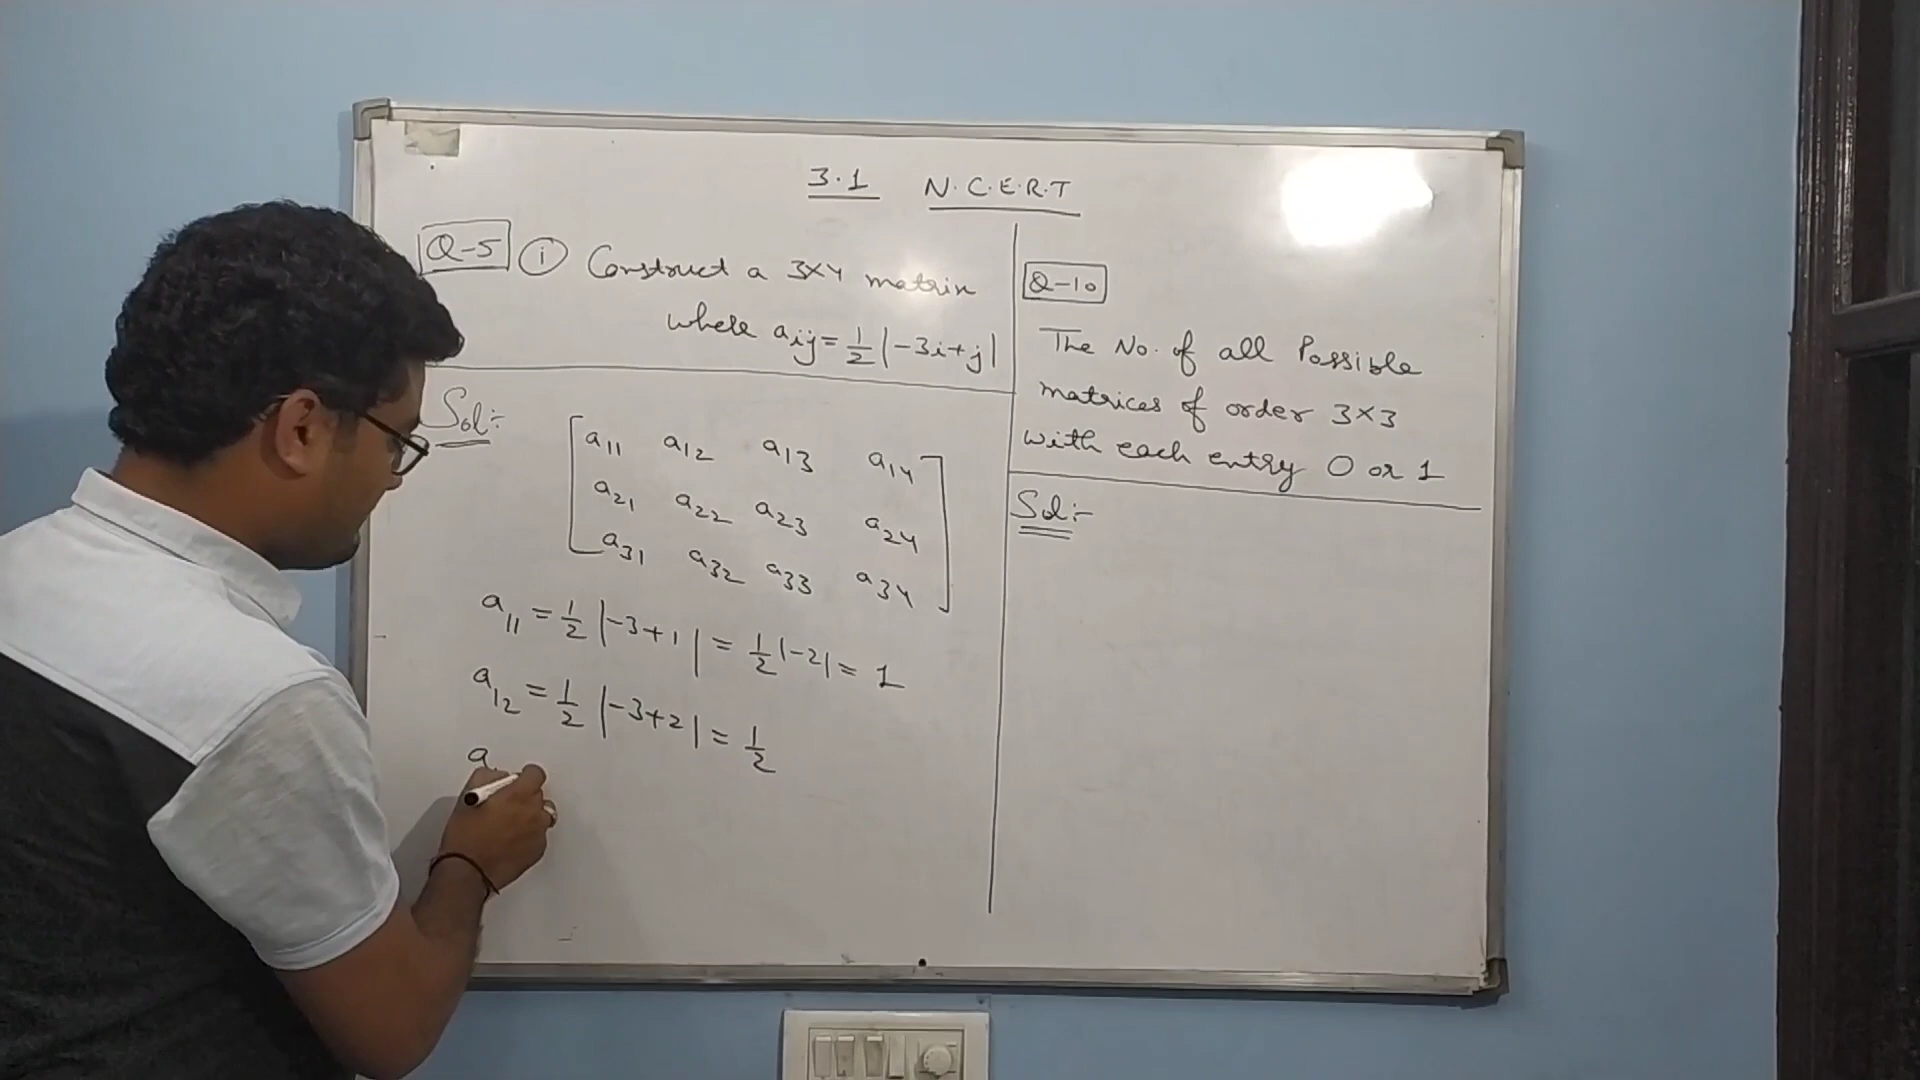 3.1 N.C.E.R.T
Q-5 (i) Construct a 3×4 matrix
where aij = 1/2 |-3i+j|
Sol:-
[ a11 a12 a13 a14
a21 a22 a23 a24
a31 a32 a33 a34 ]
a11 = 1/2 |-3+1| = 1/2 |-2| = 1
a12 = 1/2 |-3+2| = 1/2
a
Q-10
The No. of all Possible
matrices of order 3×3
with each entry 0 or 1
Sol:-